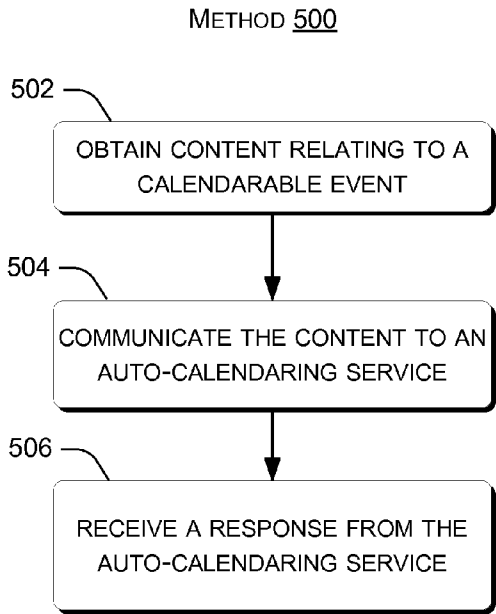 METHOD 500
502
OBTAIN CONTENT RELATING TO A
CALENDARABLE EVENT
504
COMMUNICATE THE CONTENT TO AN
AUTO-CALENDARING SERVICE
506
RECEIVE A RESPONSE FROM THE
AUTO-CALENDARING SERVICE